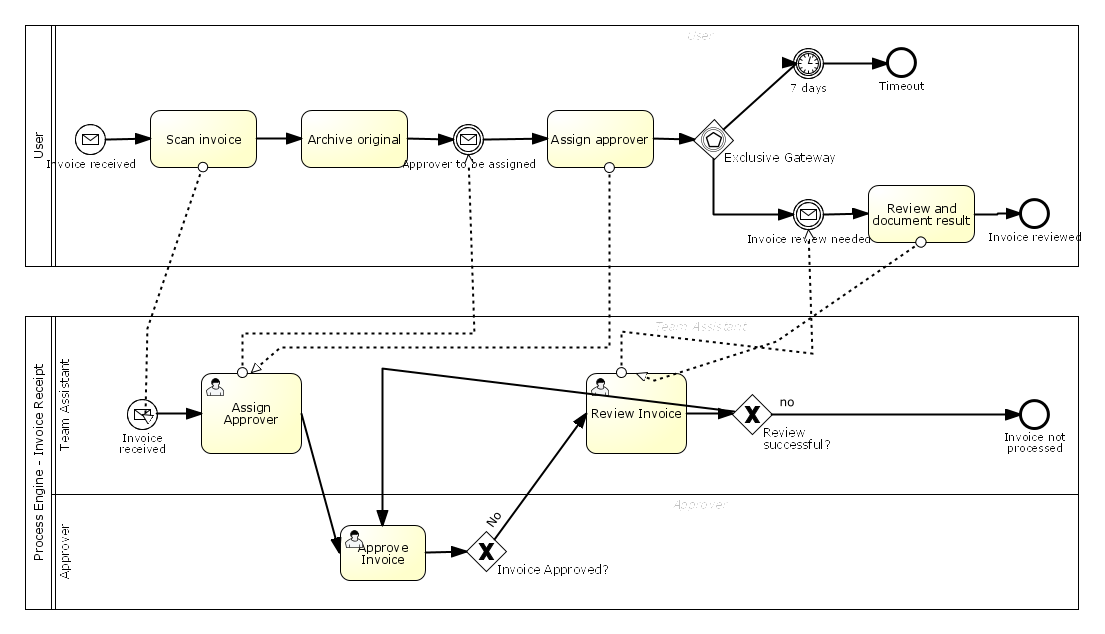 User
User
7 days
Timeout
Invoice received
Scan invoice
Archive original
Approver to be assigned
Assign approver
Exclusive Gateway
Invoice review needed
Review and
document result
Invoice reviewed
Process Engine - Invoice Receipt
Team Assistant
Team Assistant
Invoice
received
Assign
Approver
Review Invoice
no
Review
successful?
Invoice not
processed
Approver
Approver
Approve
Invoice
No
Invoice Approved?